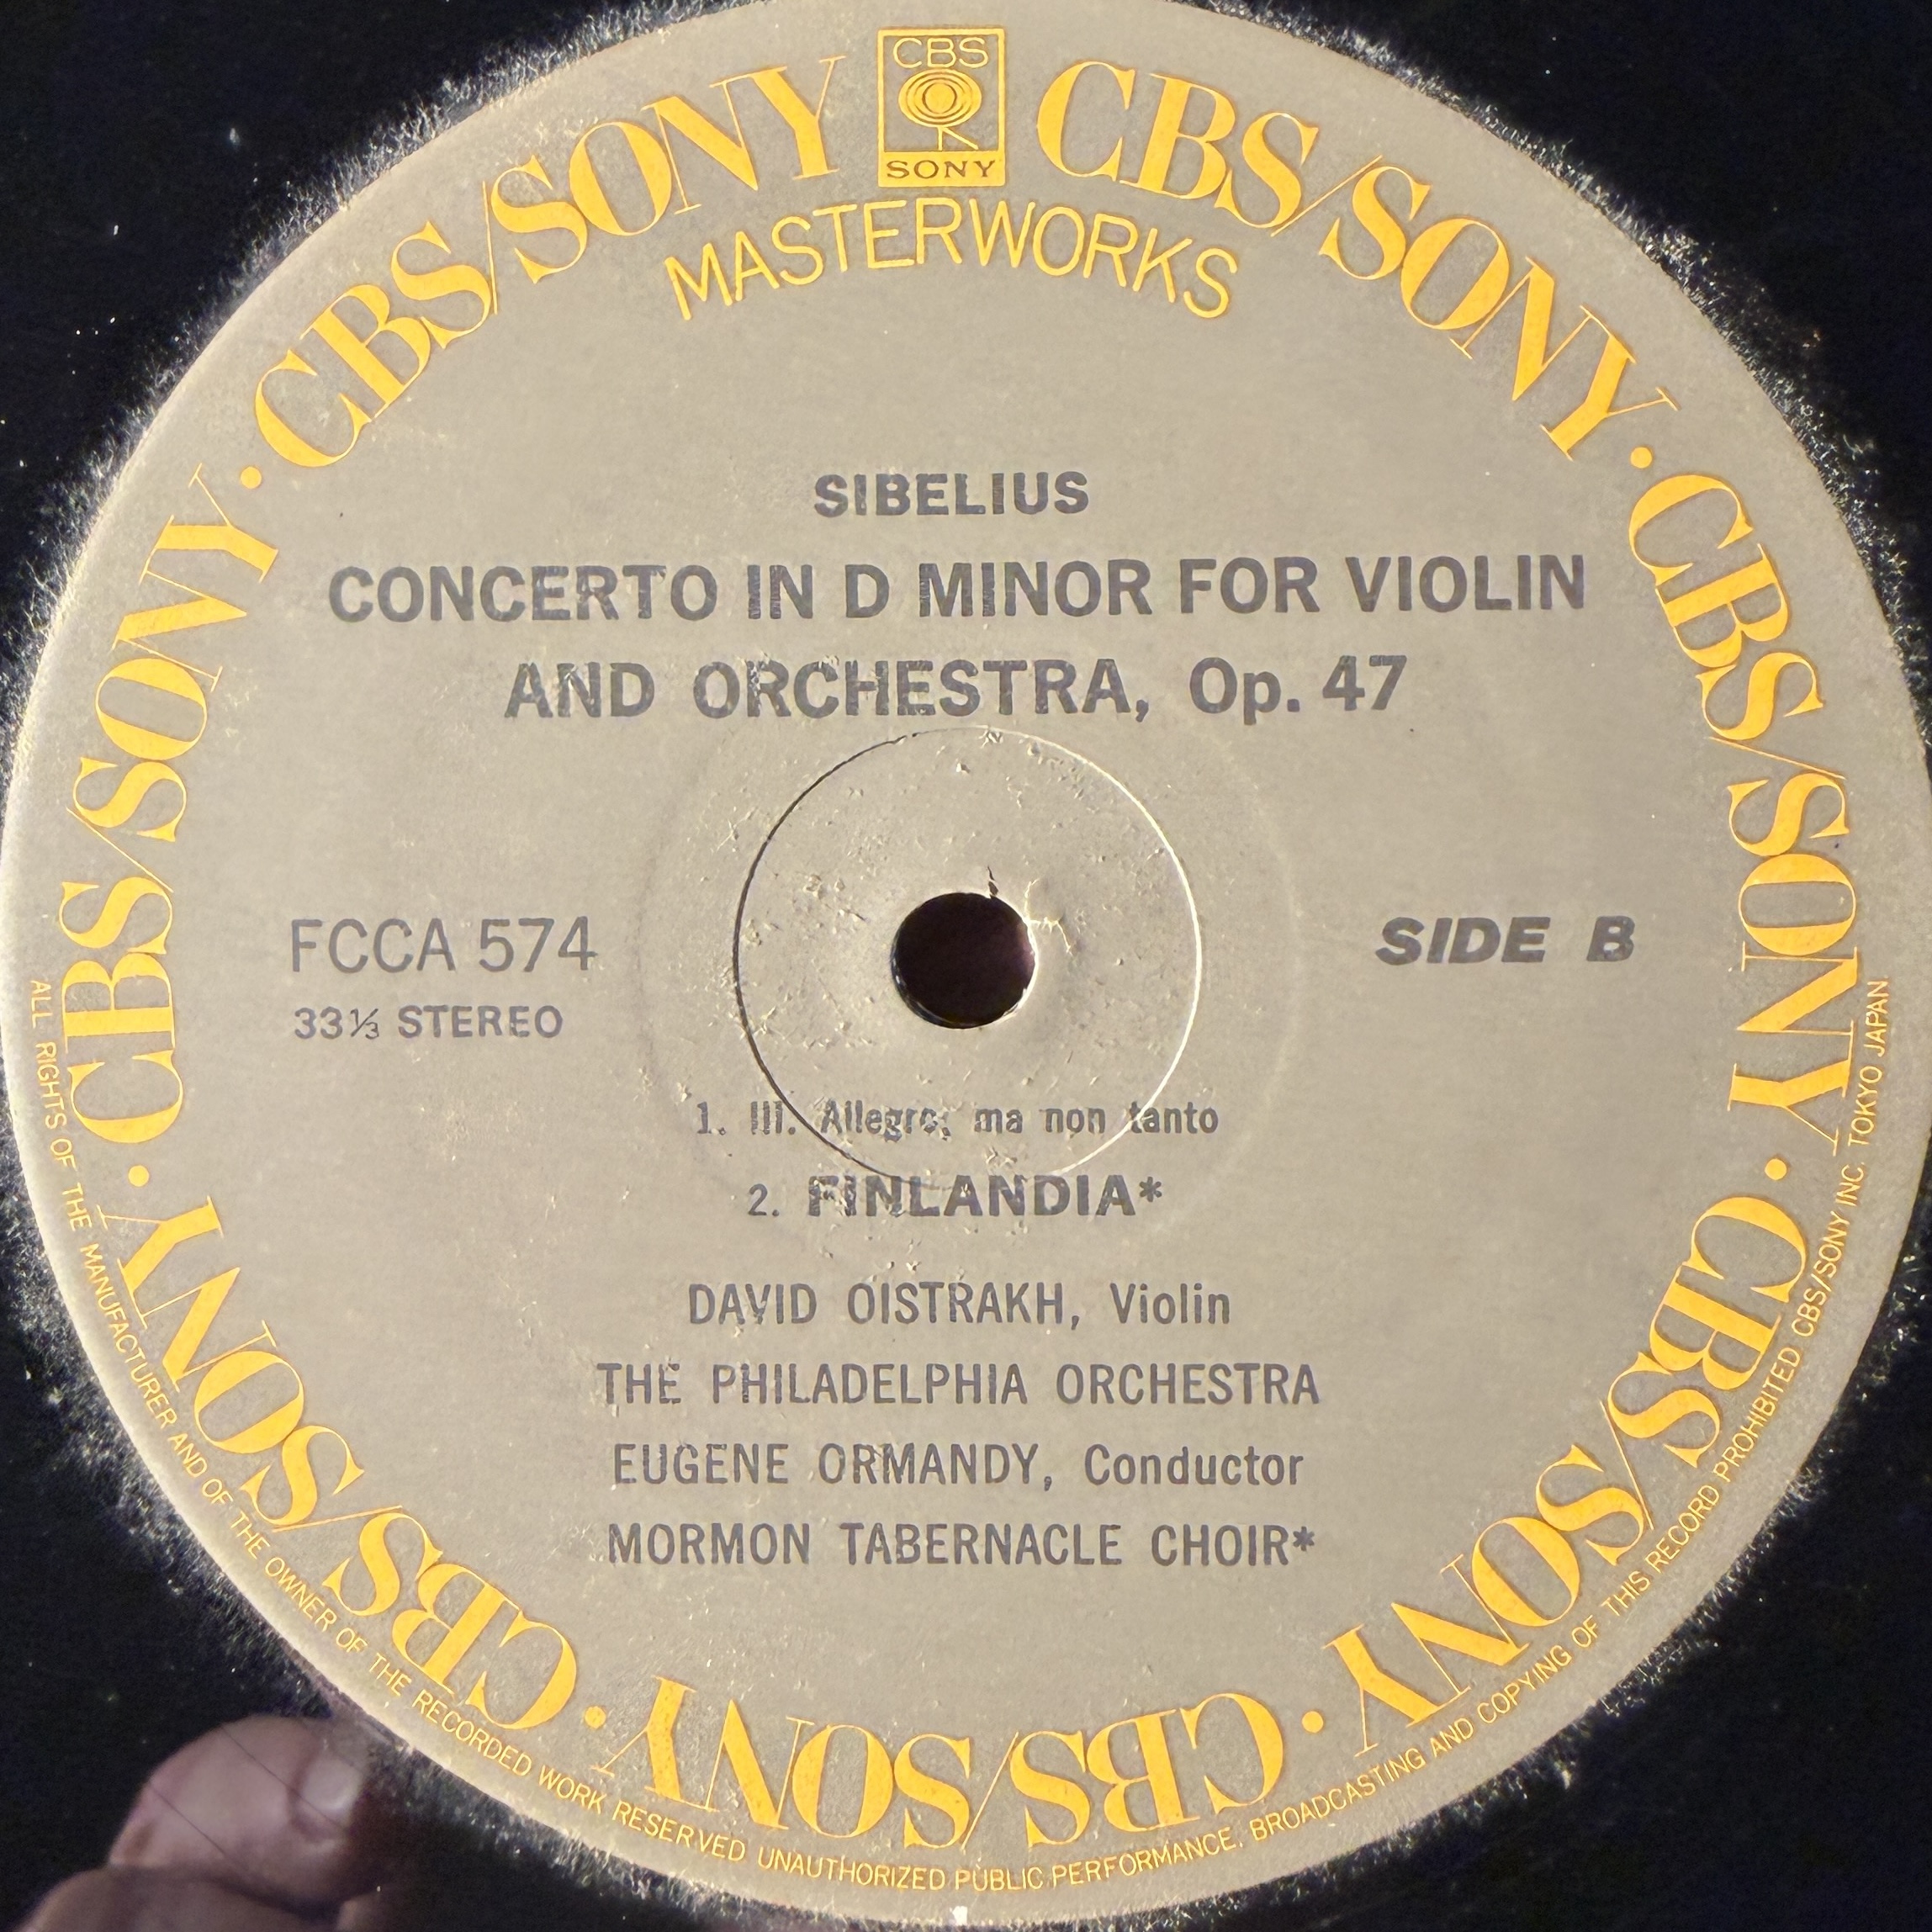 CBS
SONY
CBS/SONY · CBS/SONY · CBS/SONY · CBS/SONY · CBS/SONY · CBS/SONY · CBS/SONY
MASTERWORKS
SIBELIUS
CONCERTO IN D MINOR FOR VIOLIN
AND ORCHESTRA, Op. 47
FCCA 574
33⅓ STEREO
SIDE B
1. III. Allegro; ma non tanto
2. FINLANDIA*
DAVID OISTRAKH, Violin
THE PHILADELPHIA ORCHESTRA
EUGENE ORMANDY, Conductor
MORMON TABERNACLE CHOIR*
ALL RIGHTS OF THE MANUFACTURER AND OF THE OWNER OF THE RECORDED WORK RESERVED UNAUTHORIZED PUBLIC PERFORMANCE, BROADCASTING AND COPYING OF THIS RECORD PROHIBITED CBS/SONY INC. TOKYO JAPAN